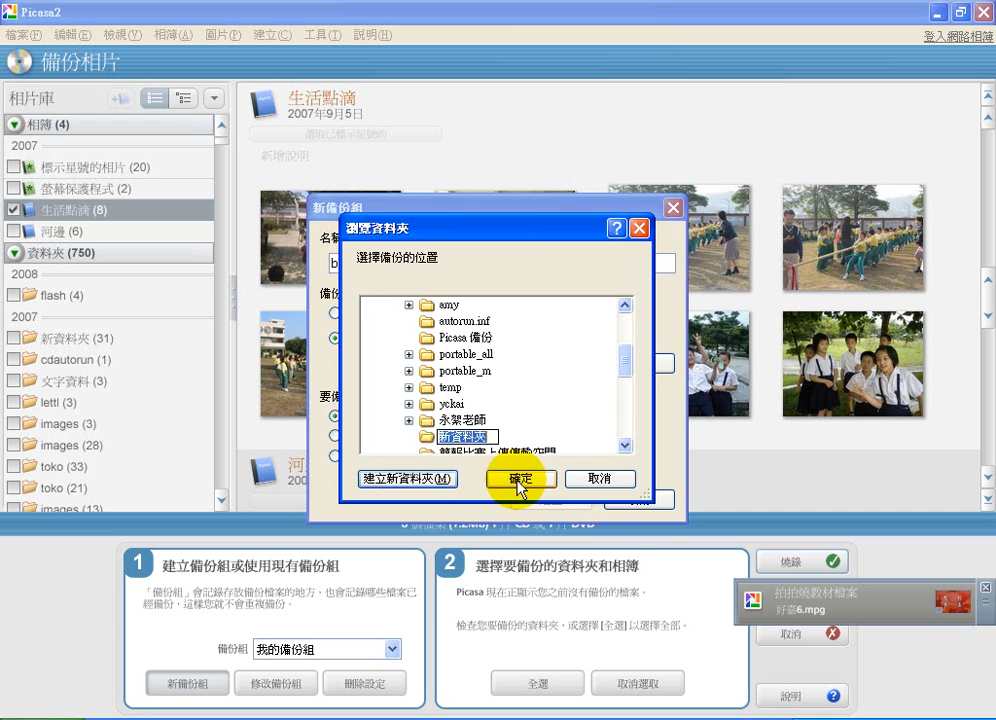 Picasa2
檔案(F) 編輯(E) 檢視(V) 相簿(A) 圖片(P) 建立(C) 工具(T) 說明(H)
登入網路相簿
備份相片
相片庫
相簿 (4)
2007
標示星號的相片 (20)
螢幕保護程式 (2)
生活點滴 (8)
河邊 (6)
資料夾 (750)
2008
flash (4)
2007
新資料夾 (31)
cdautorun (1)
文字資料 (3)
lettl (3)
images (3)
images (28)
toko (33)
toko (21)
images (13)
生活點滴
2007年9月5日
選取已標示星號的
新增說明
新備份組
瀏覽資料夾
選擇備份的位置
amy
autorun.inf
Picasa 備份
portable_all
portable_m
temp
yckai
永絜老師
新資料夾
建立新資料夾(M)
確定
取消
1
建立備份組或使用現有備份組
「備份組」會記錄存放備份檔案的地方，也會記錄哪些檔案已
經備份，這樣您就不會重複備份。
備份組
我的備份組
新備份組
修改備份組
刪除設定
2
選擇要備份的資料夾和相簿
Picasa 現在正顯示您之前沒有備份的檔案。
檢查您要備份的資料夾，或選擇 [全選] 以選擇全部。
全選
取消選取
燒錄
拍拍燒教材檔案
好嘉6.mpg
取消
說明